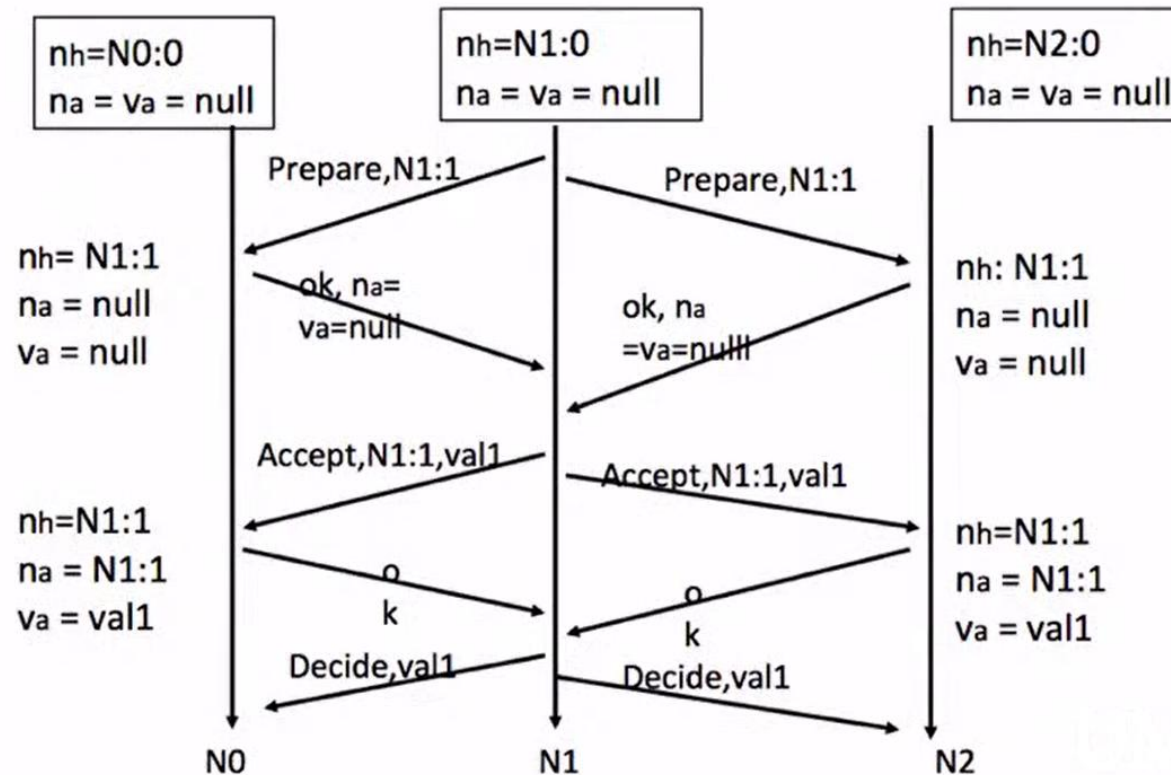 nh=N0:0
na = va = null
nh=N1:0
na = va = null
nh=N2:0
na = va = null
Prepare,N1:1
Prepare,N1:1
nh= N1:1
na = null
va = null
ok, na=
va=null
ok, na
=va=nulll
nh: N1:1
na = null
va = null
Accept,N1:1,val1
Accept,N1:1,val1
nh=N1:1
na = N1:1
va = val1
o
k
o
k
nh=N1:1
na = N1:1
va = val1
Decide,val1
Decide,val1
N0
N1
N2